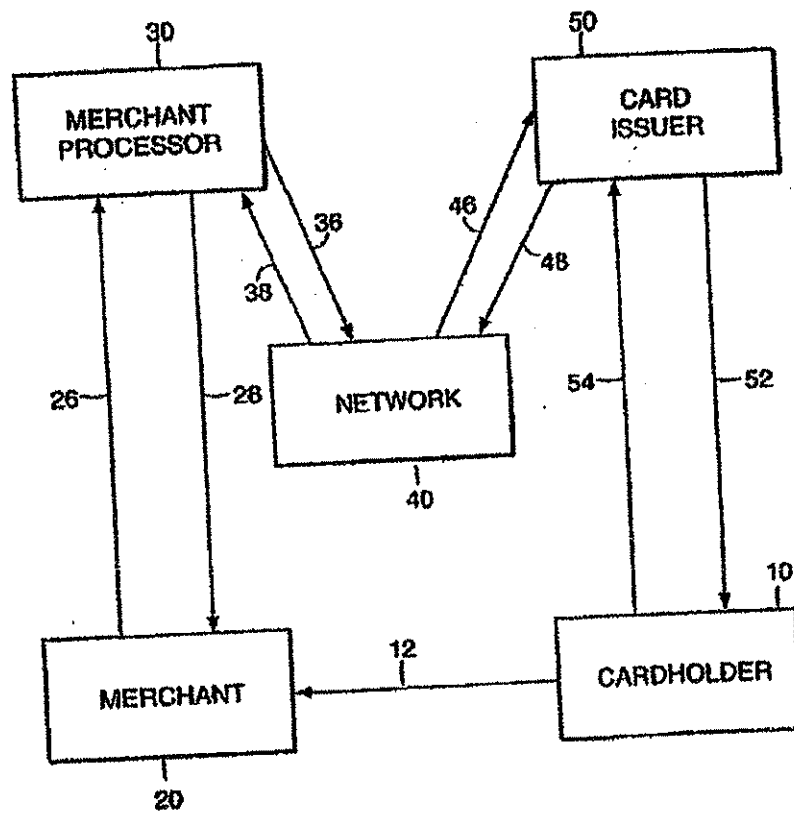 30
MERCHANT
PROCESSOR
50
CARD
ISSUER
36
38
46
48
NETWORK
40
26
28
54
52
10
12
MERCHANT
20
CARDHOLDER